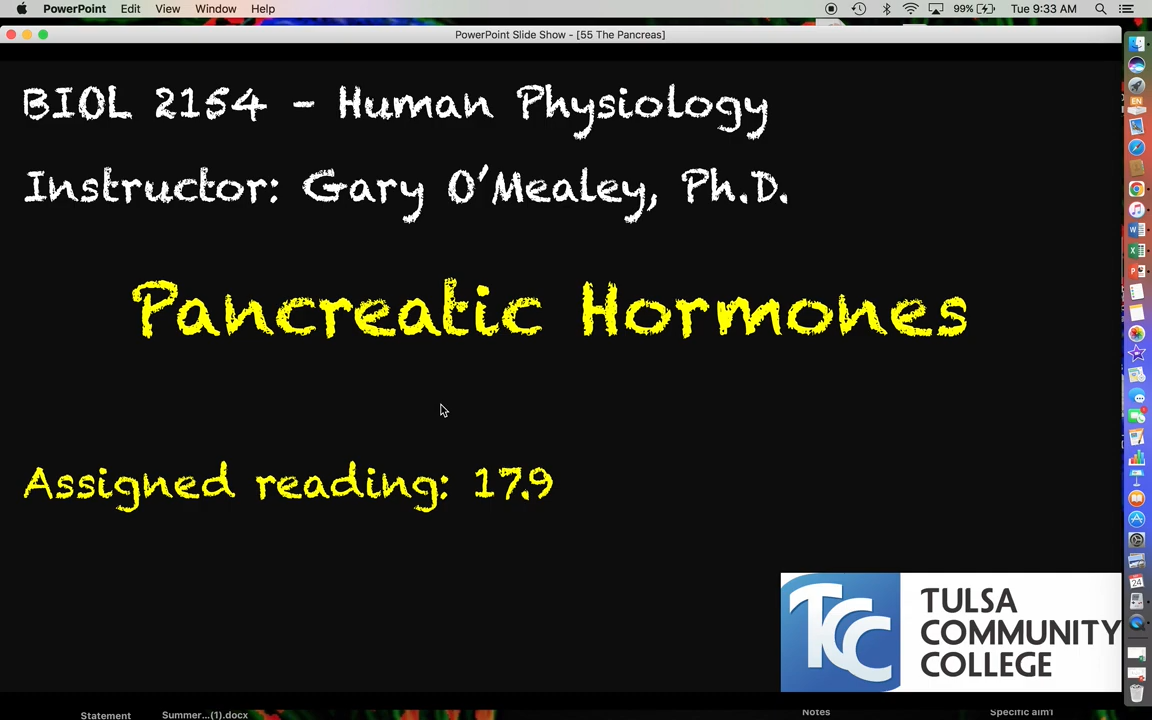 PowerPoint Edit View Window Help 99% Tue 9:33 AM
PowerPoint Slide Show - [55 The Pancreas]
BIOL 2154 – Human Physiology
Instructor: Gary O'Mealey, Ph.D.
Pancreatic Hormones
Assigned reading: 17.9
TCC
TULSA
COMMUNITY
COLLEGE
Statement Summer...(1).docx Notes Specific aim1